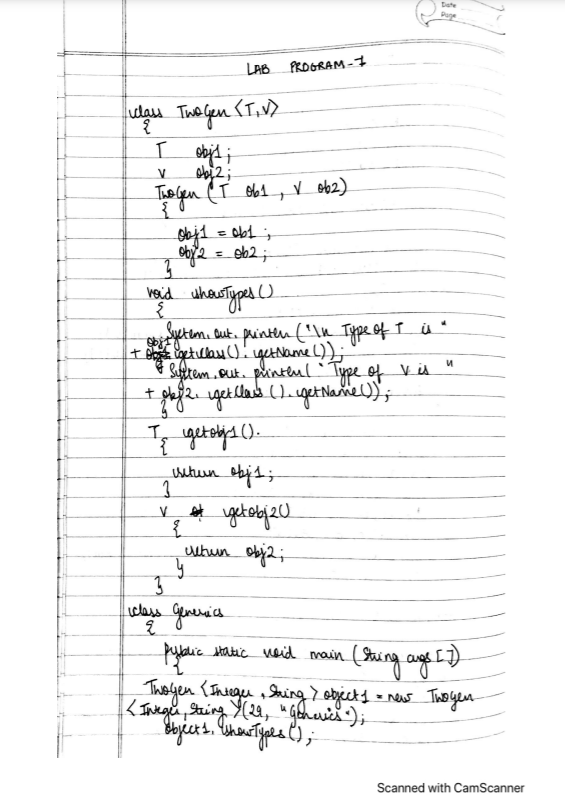 Date
Page
LAB PROGRAM-7
class TwoGen <T,V>
{
T obj1;
V obj2;
TwoGen (T ob1, V ob2)
{
obj1 = ob1;
obj2 = ob2;
}
void showTypes()
{
System.out.println("\n Type of T is "
+ obj1.getClass().getName());
System.out.println("Type of V is "
+ obj2.getClass().getName());
}
T getobj1().
{
return obj1;
}
V getobj2()
{
return obj2;
}
}
class Generics
{
public static void main (String args[])
{
TwoGen <Integer, String> object1 = new TwoGen
<Integer, String>(29, "Generics");
object1.showTypes();
Scanned with CamScanner